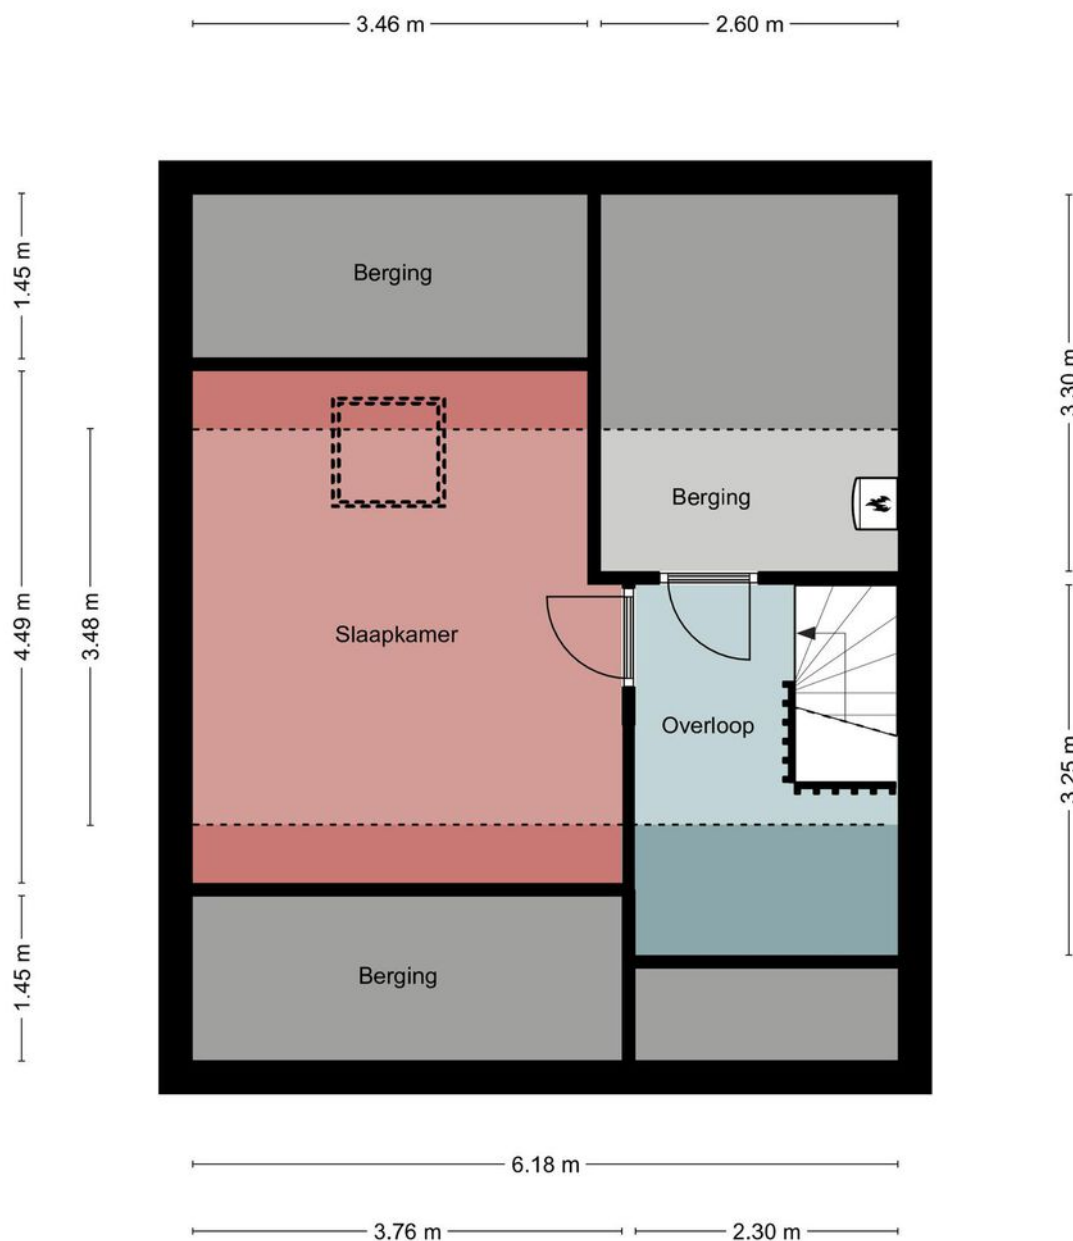 3.46 m
2.60 m
1.45 m
Berging
3.30 m
Berging
4.49 m
3.48 m
Slaapkamer
Overloop
3.25 m
1.45 m
Berging
6.18 m
3.76 m
2.30 m